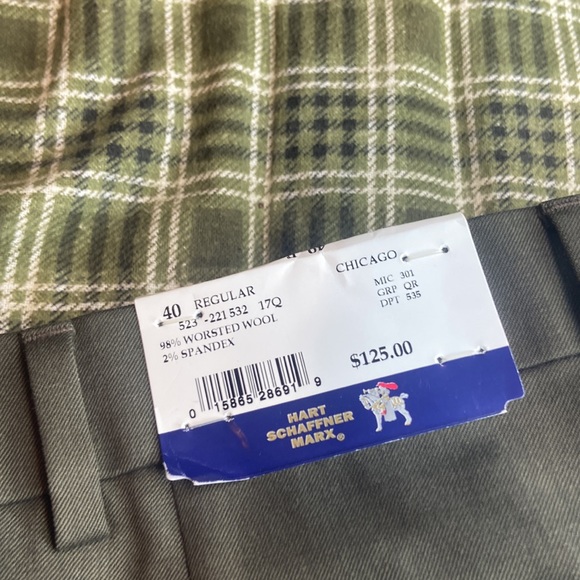 40 REGULAR
523 -221 532 17Q
98% WORSTED WOOL
2% SPANDEX
CHICAGO
MIC 301
GRP QR
DPT 535
$125.00
0 15865 28691 9
HART
SCHAFFNER
MARX®